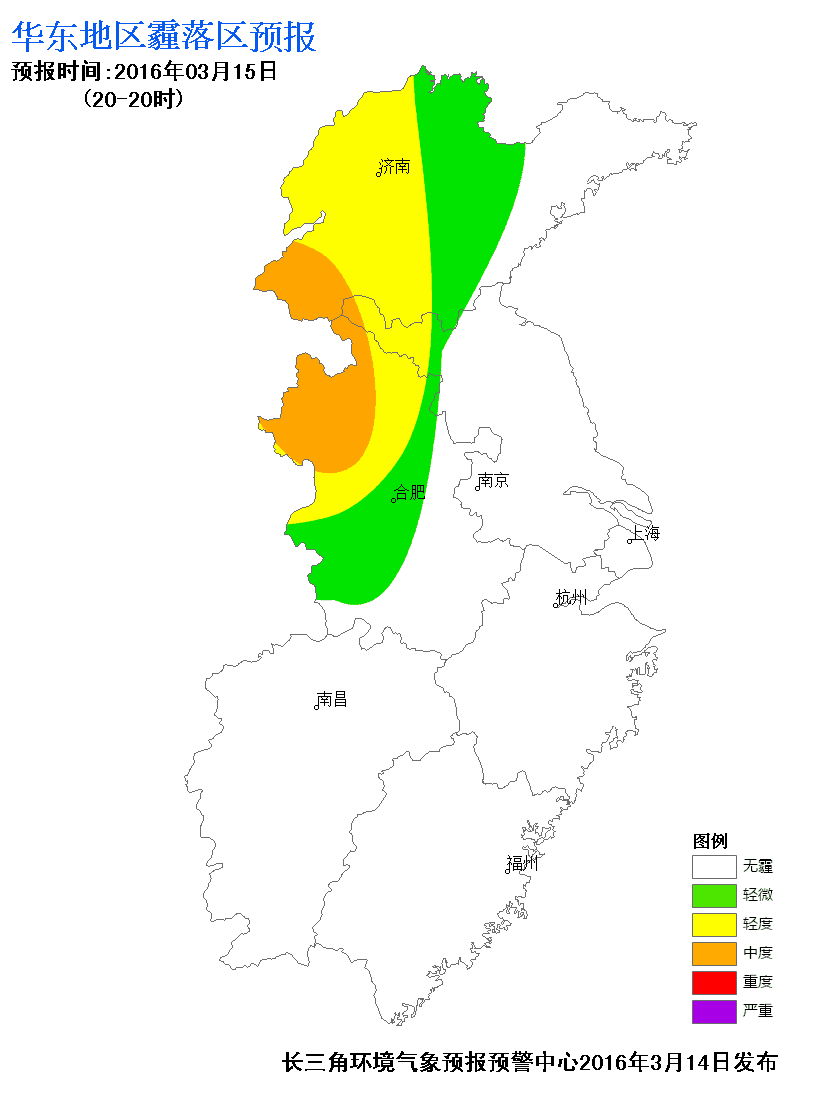 华东地区霾落区预报
预报时间:2016年03月15日
(20-20时)
济南
合肥
南京
上海
杭州
南昌
福州
图例
无霾
轻微
轻度
中度
重度
严重
长三角环境气象预报预警中心2016年3月14日发布